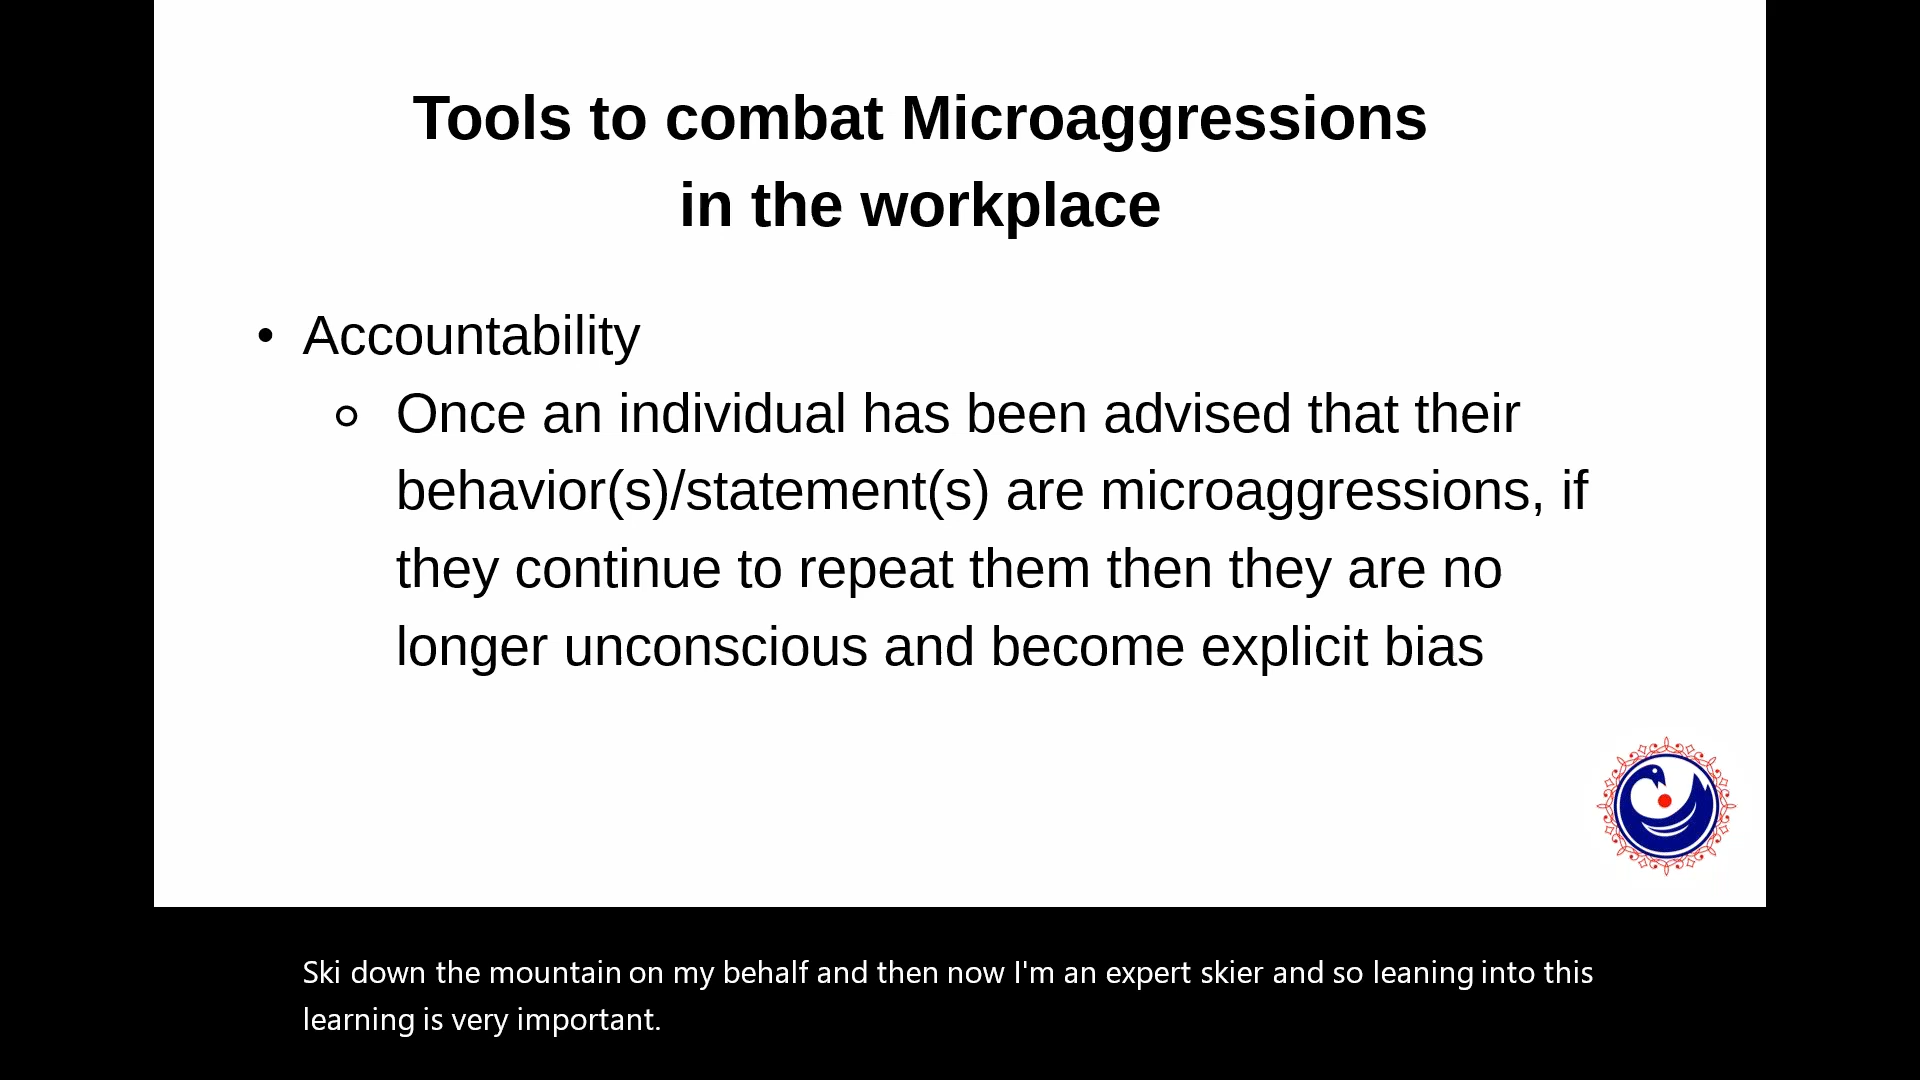 Tools to combat Microaggressions
in the workplace
• Accountability
o Once an individual has been advised that their
behavior(s)/statement(s) are microaggressions, if
they continue to repeat them then they are no
longer unconscious and become explicit bias
Ski down the mountain on my behalf and then now I'm an expert skier and so leaning into this
learning is very important.